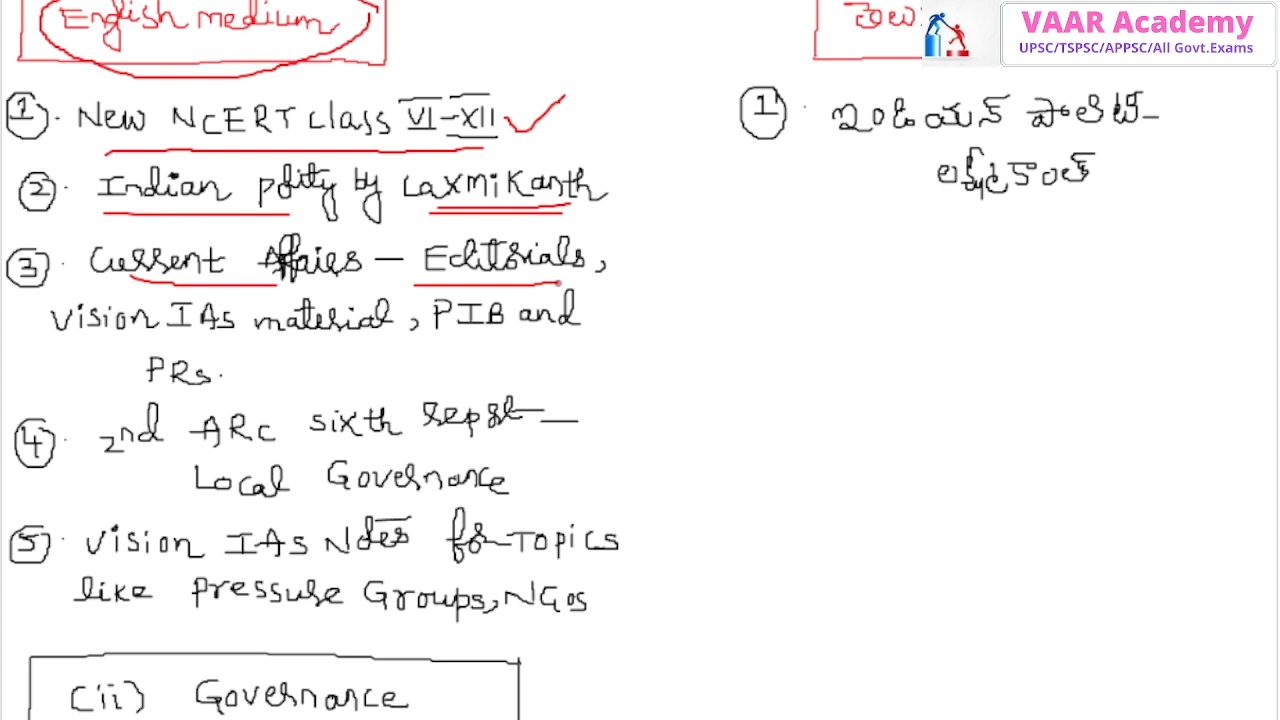 English medium
VAAR Academy
UPSC/TSPSC/APPSC/All Govt.Exams
① · New NCERT class VI-XII
② · Indian Polity by Laxmikanth
③ · Current Affairs — Editorials,
Vision IAS material, PIB and
PRs.
④ · 2nd ARC sixth report —
Local Governance
⑤ · Vision IAS Notes for Topics
like Pressure Groups, NGOs
(ii) Governance
① · ఇండియన్ పాలిటీ -
లక్ష్మీకాంత్